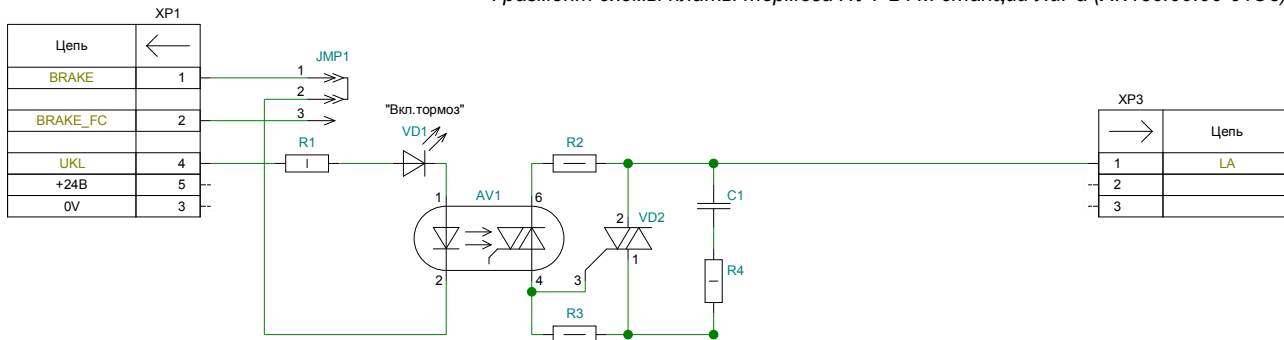 XP1
Цепь
BRAKE 1
BRAKE_FC 2
UKL 4
+24В 5
0V 3
JMP1
1
2
3
"Вкл.тормоз"
VD1
R1
R2
AV1
1
6
2
4
VD2
2
1
3
C1
R4
R3
XP3
Цепь
1 LA
2
3